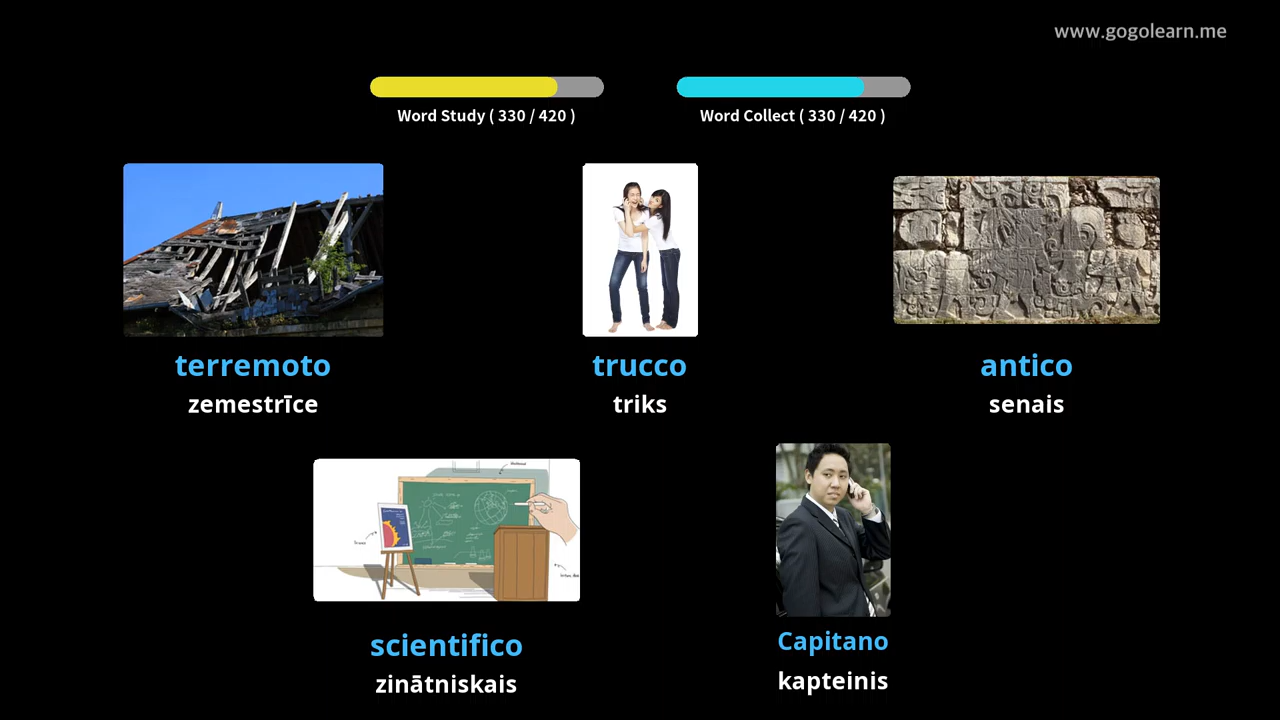 www.gogolearn.me
Word Study ( 330 / 420 )
Word Collect ( 330 / 420 )
terremoto
zemestrīce
trucco
triks
antico
senais
scientifico
zinātniskais
Capitano
kapteinis